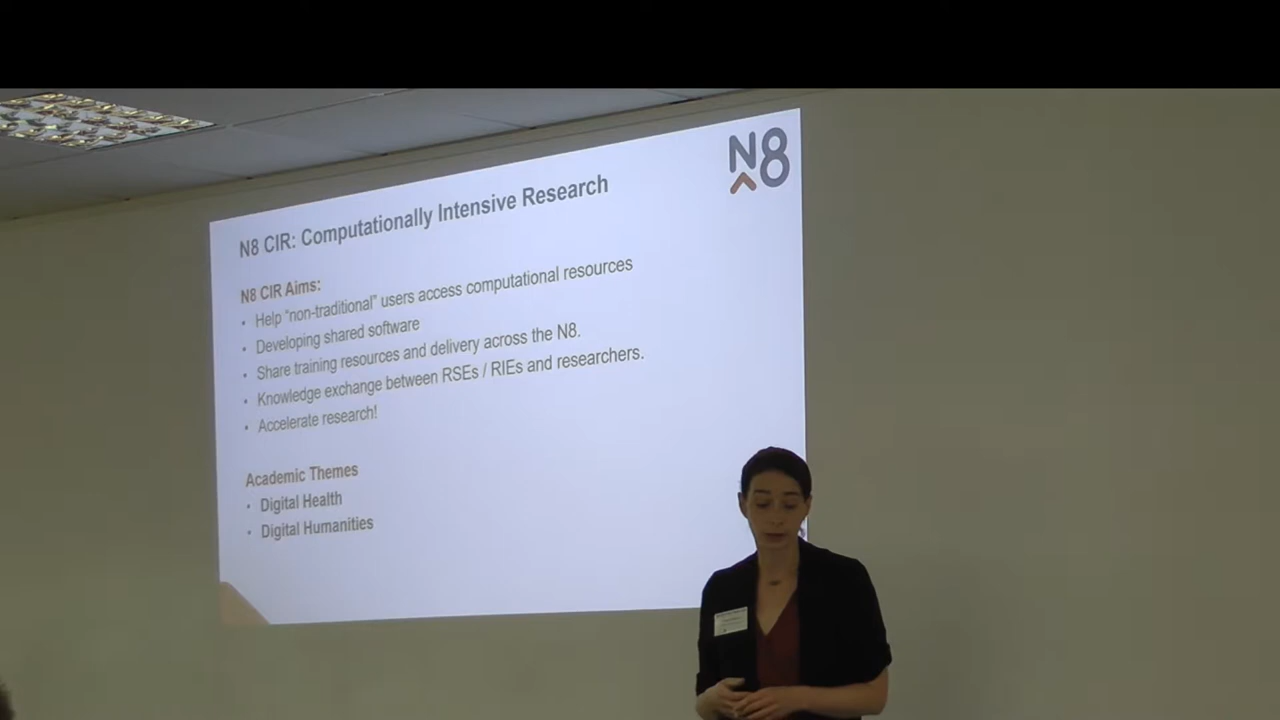 N8
N8 CIR: Computationally Intensive Research
N8 CIR Aims:
• Help “non-traditional” users access computational resources
• Developing shared software
• Share training resources and delivery across the N8.
• Knowledge exchange between RSEs / RIEs and researchers.
• Accelerate research!
Academic Themes
• Digital Health
• Digital Humanities